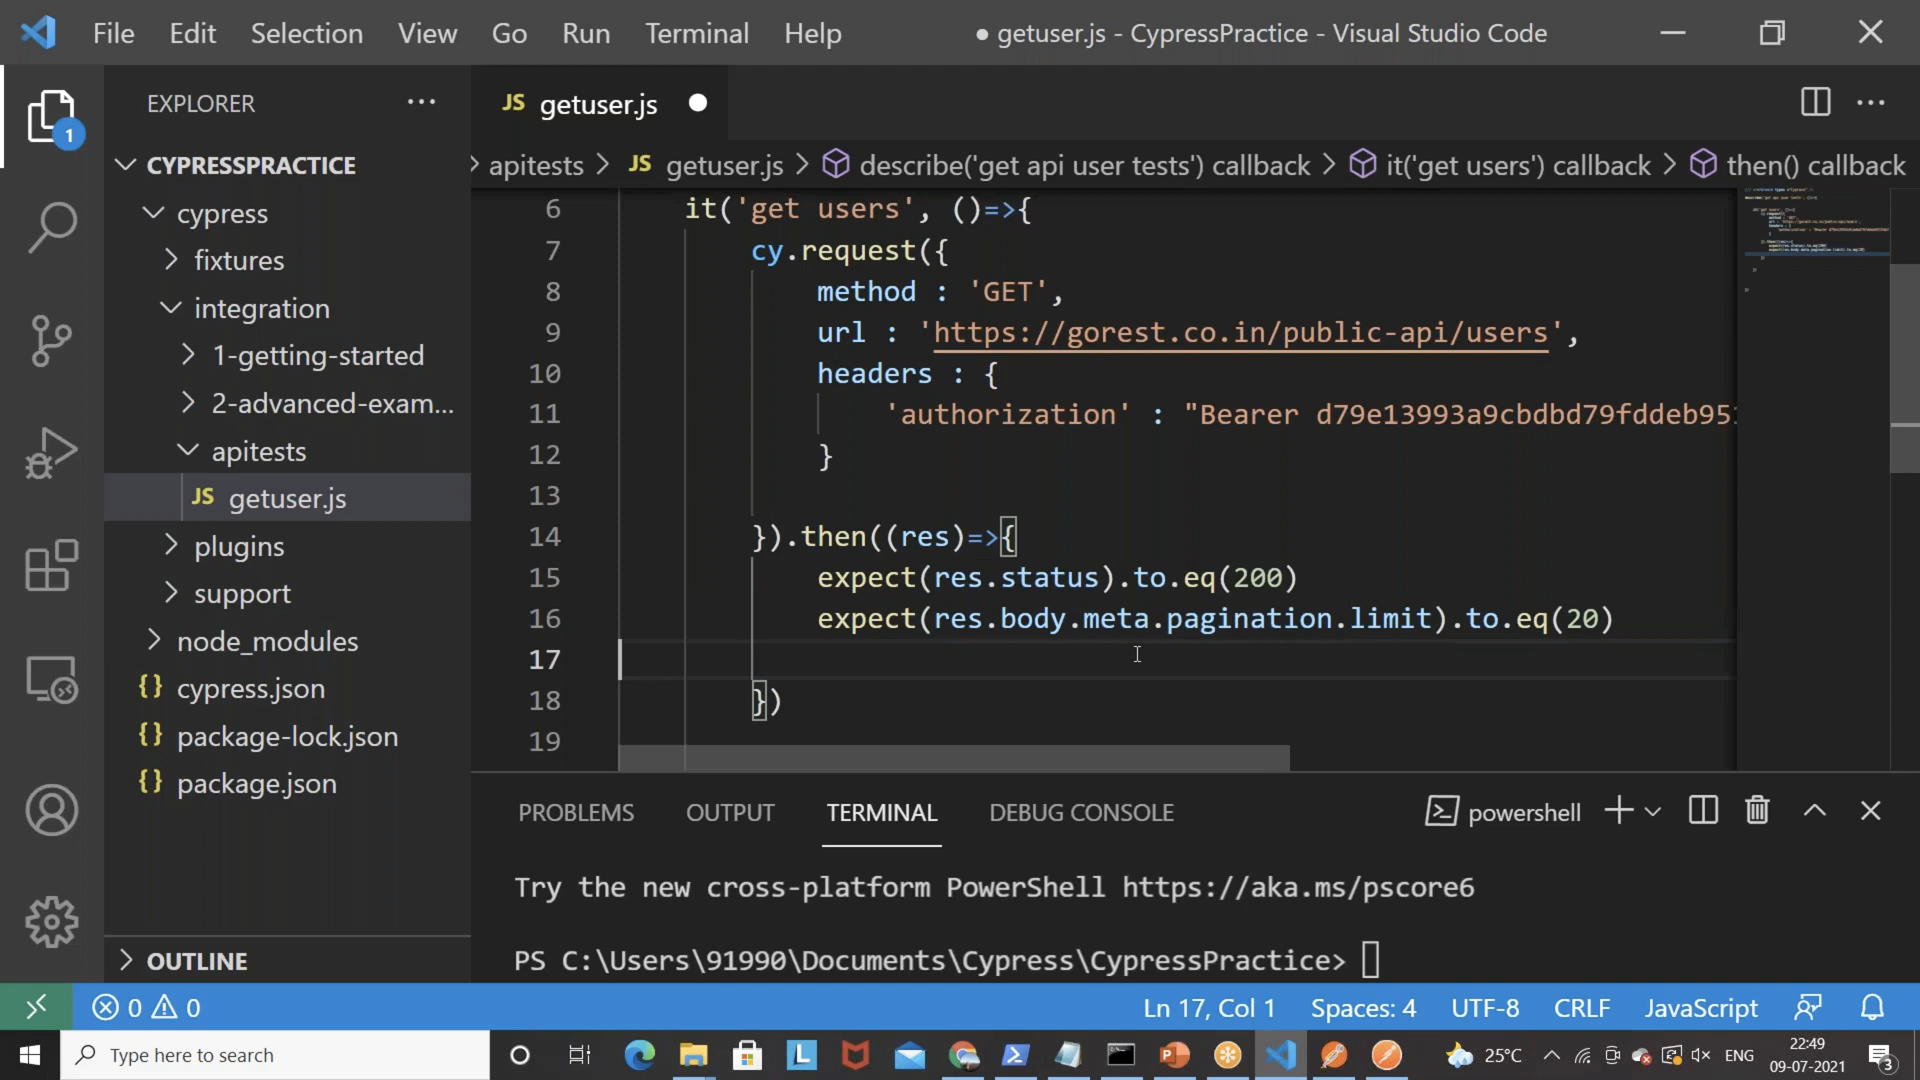 File Edit Selection View Go Run Terminal Help ● getuser.js - CypressPractice - Visual Studio Code
EXPLORER ···
JS getuser.js
CYPRESSPRACTICE
apitests > JS getuser.js > describe('get api user tests') callback > it('get users') callback > then() callback
cypress
fixtures
integration
1-getting-started
2-advanced-exam...
apitests
JS getuser.js
plugins
support
node_modules
{} cypress.json
{} package-lock.json
{} package.json
OUTLINE
1
6 it('get users', ()=>{
7 cy.request({
8 method : 'GET',
9 url : 'https://gorest.co.in/public-api/users',
10 headers : {
11 'authorization' : "Bearer d79e13993a9cbdbd79fddeb95
12 }
13
14 }).then((res)=>{
15 expect(res.status).to.eq(200)
16 expect(res.body.meta.pagination.limit).to.eq(20)
17
18 })
19
PROBLEMS OUTPUT TERMINAL DEBUG CONSOLE powershell
Try the new cross-platform PowerShell https://aka.ms/pscore6
PS C:\Users\91990\Documents\Cypress\CypressPractice>
0 0 Ln 17, Col 1 Spaces: 4 UTF-8 CRLF JavaScript
Type here to search L 25°C ENG 22:49
09-07-2021 3